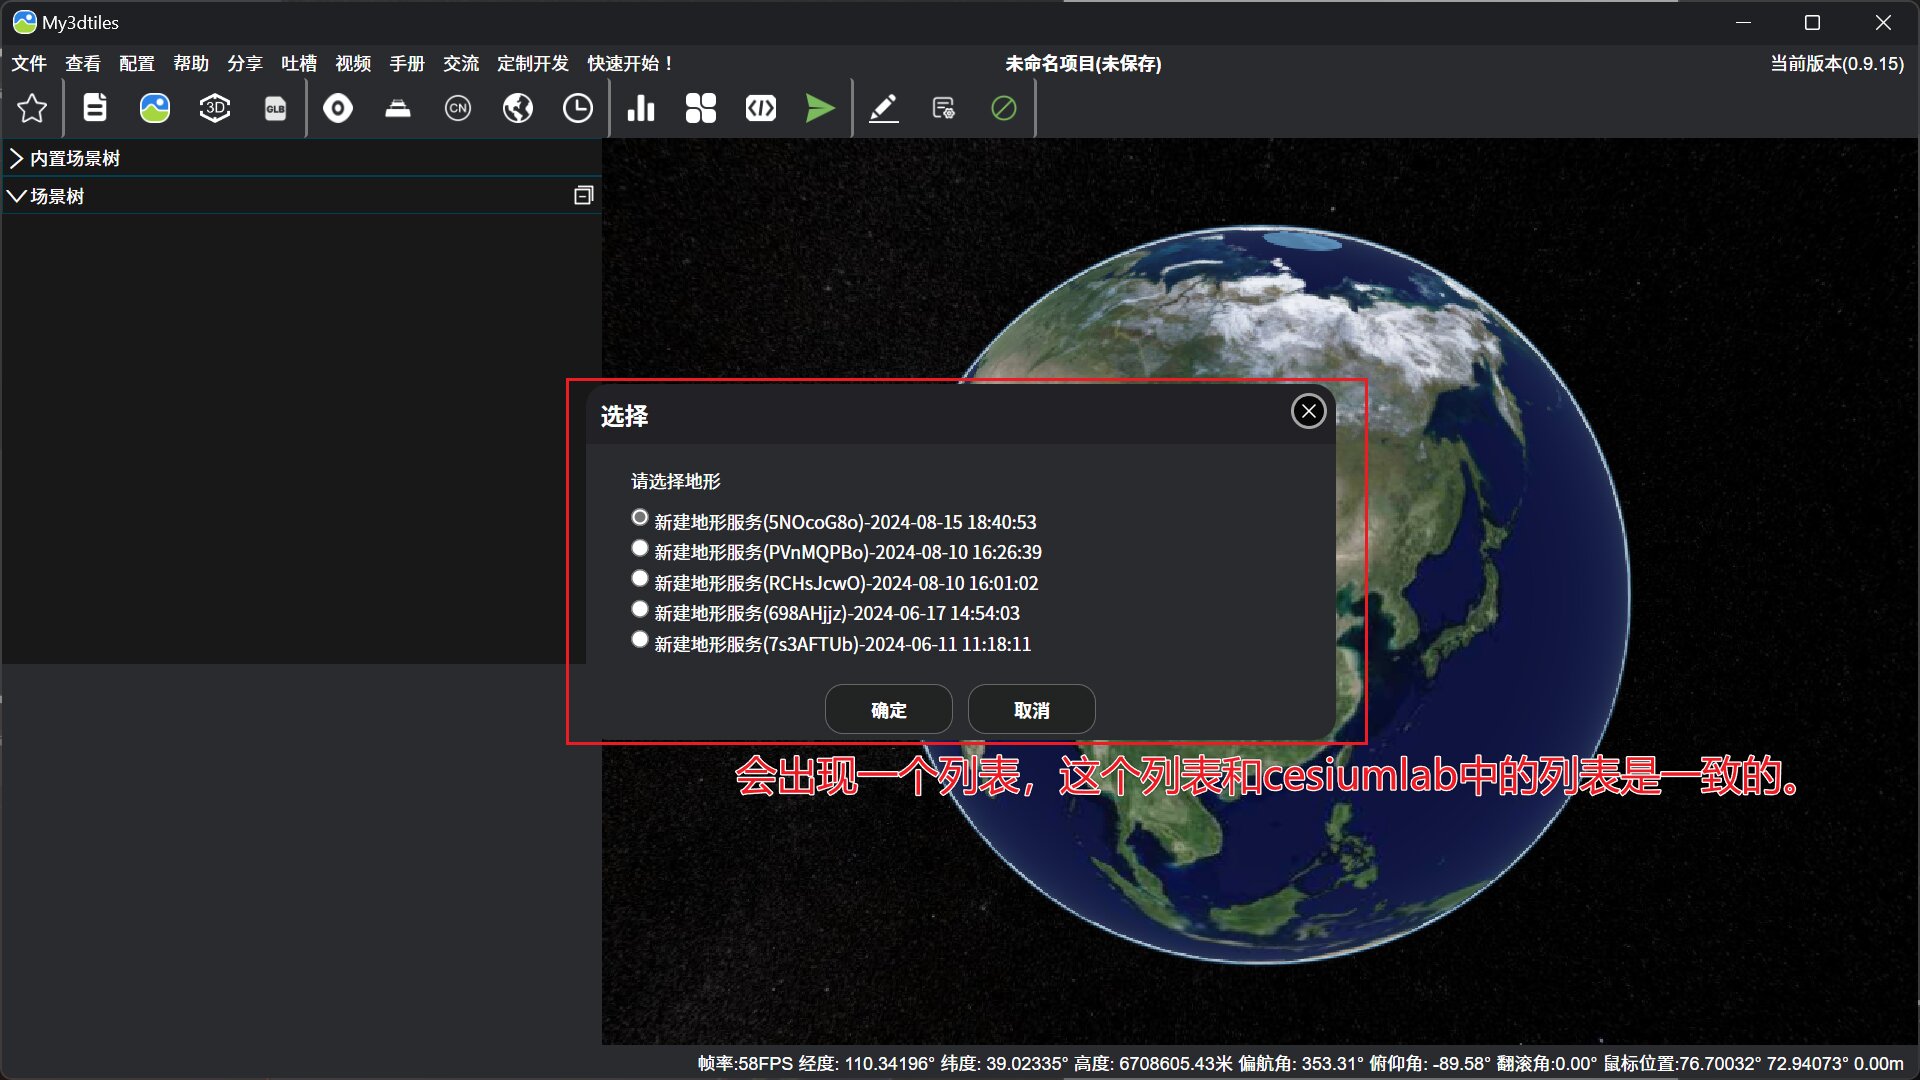 My3dtiles
文件 查看 配置 帮助 分享 吐槽 视频 手册 交流 定制开发 快速开始！ 未命名项目(未保存) 当前版本(0.9.15)
3D GLB CN
内置场景树
场景树
选择
请选择地形
新建地形服务(5NOcoG8o)-2024-08-15 18:40:53
新建地形服务(PVnMQPBo)-2024-08-10 16:26:39
新建地形服务(RCHsJcwO)-2024-08-10 16:01:02
新建地形服务(698AHjjz)-2024-06-17 14:54:03
新建地形服务(7s3AFTUb)-2024-06-11 11:18:11
确定 取消
会出现一个列表，这个列表和cesiumlab中的列表是一致的。
帧率:58FPS 经度: 110.34196° 纬度: 39.02335° 高度: 6708605.43米 偏航角: 353.31° 俯仰角: -89.58° 翻滚角:0.00° 鼠标位置:76.70032° 72.94073° 0.00m